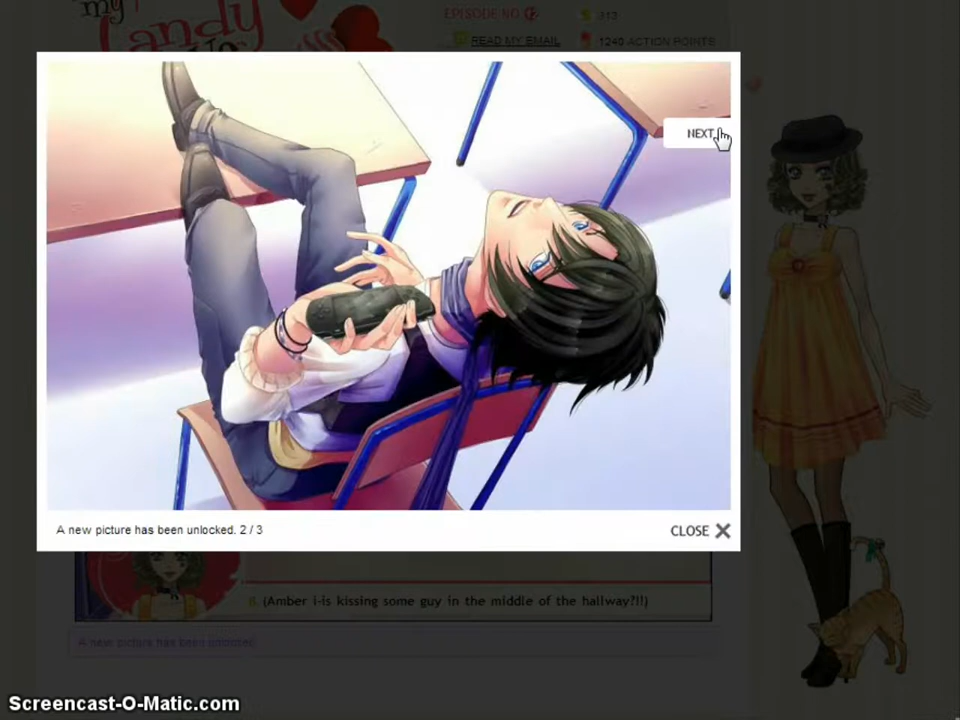 my
Candy
EPISODE NO
313
READ MY EMAIL
1240 ACTION POINTS
NEXT
A new picture has been unlocked. 2 / 3
CLOSE
(Amber i-is kissing some guy in the middle of the hallway?!!)
A new picture has been unlocked
Screencast-O-Matic.com